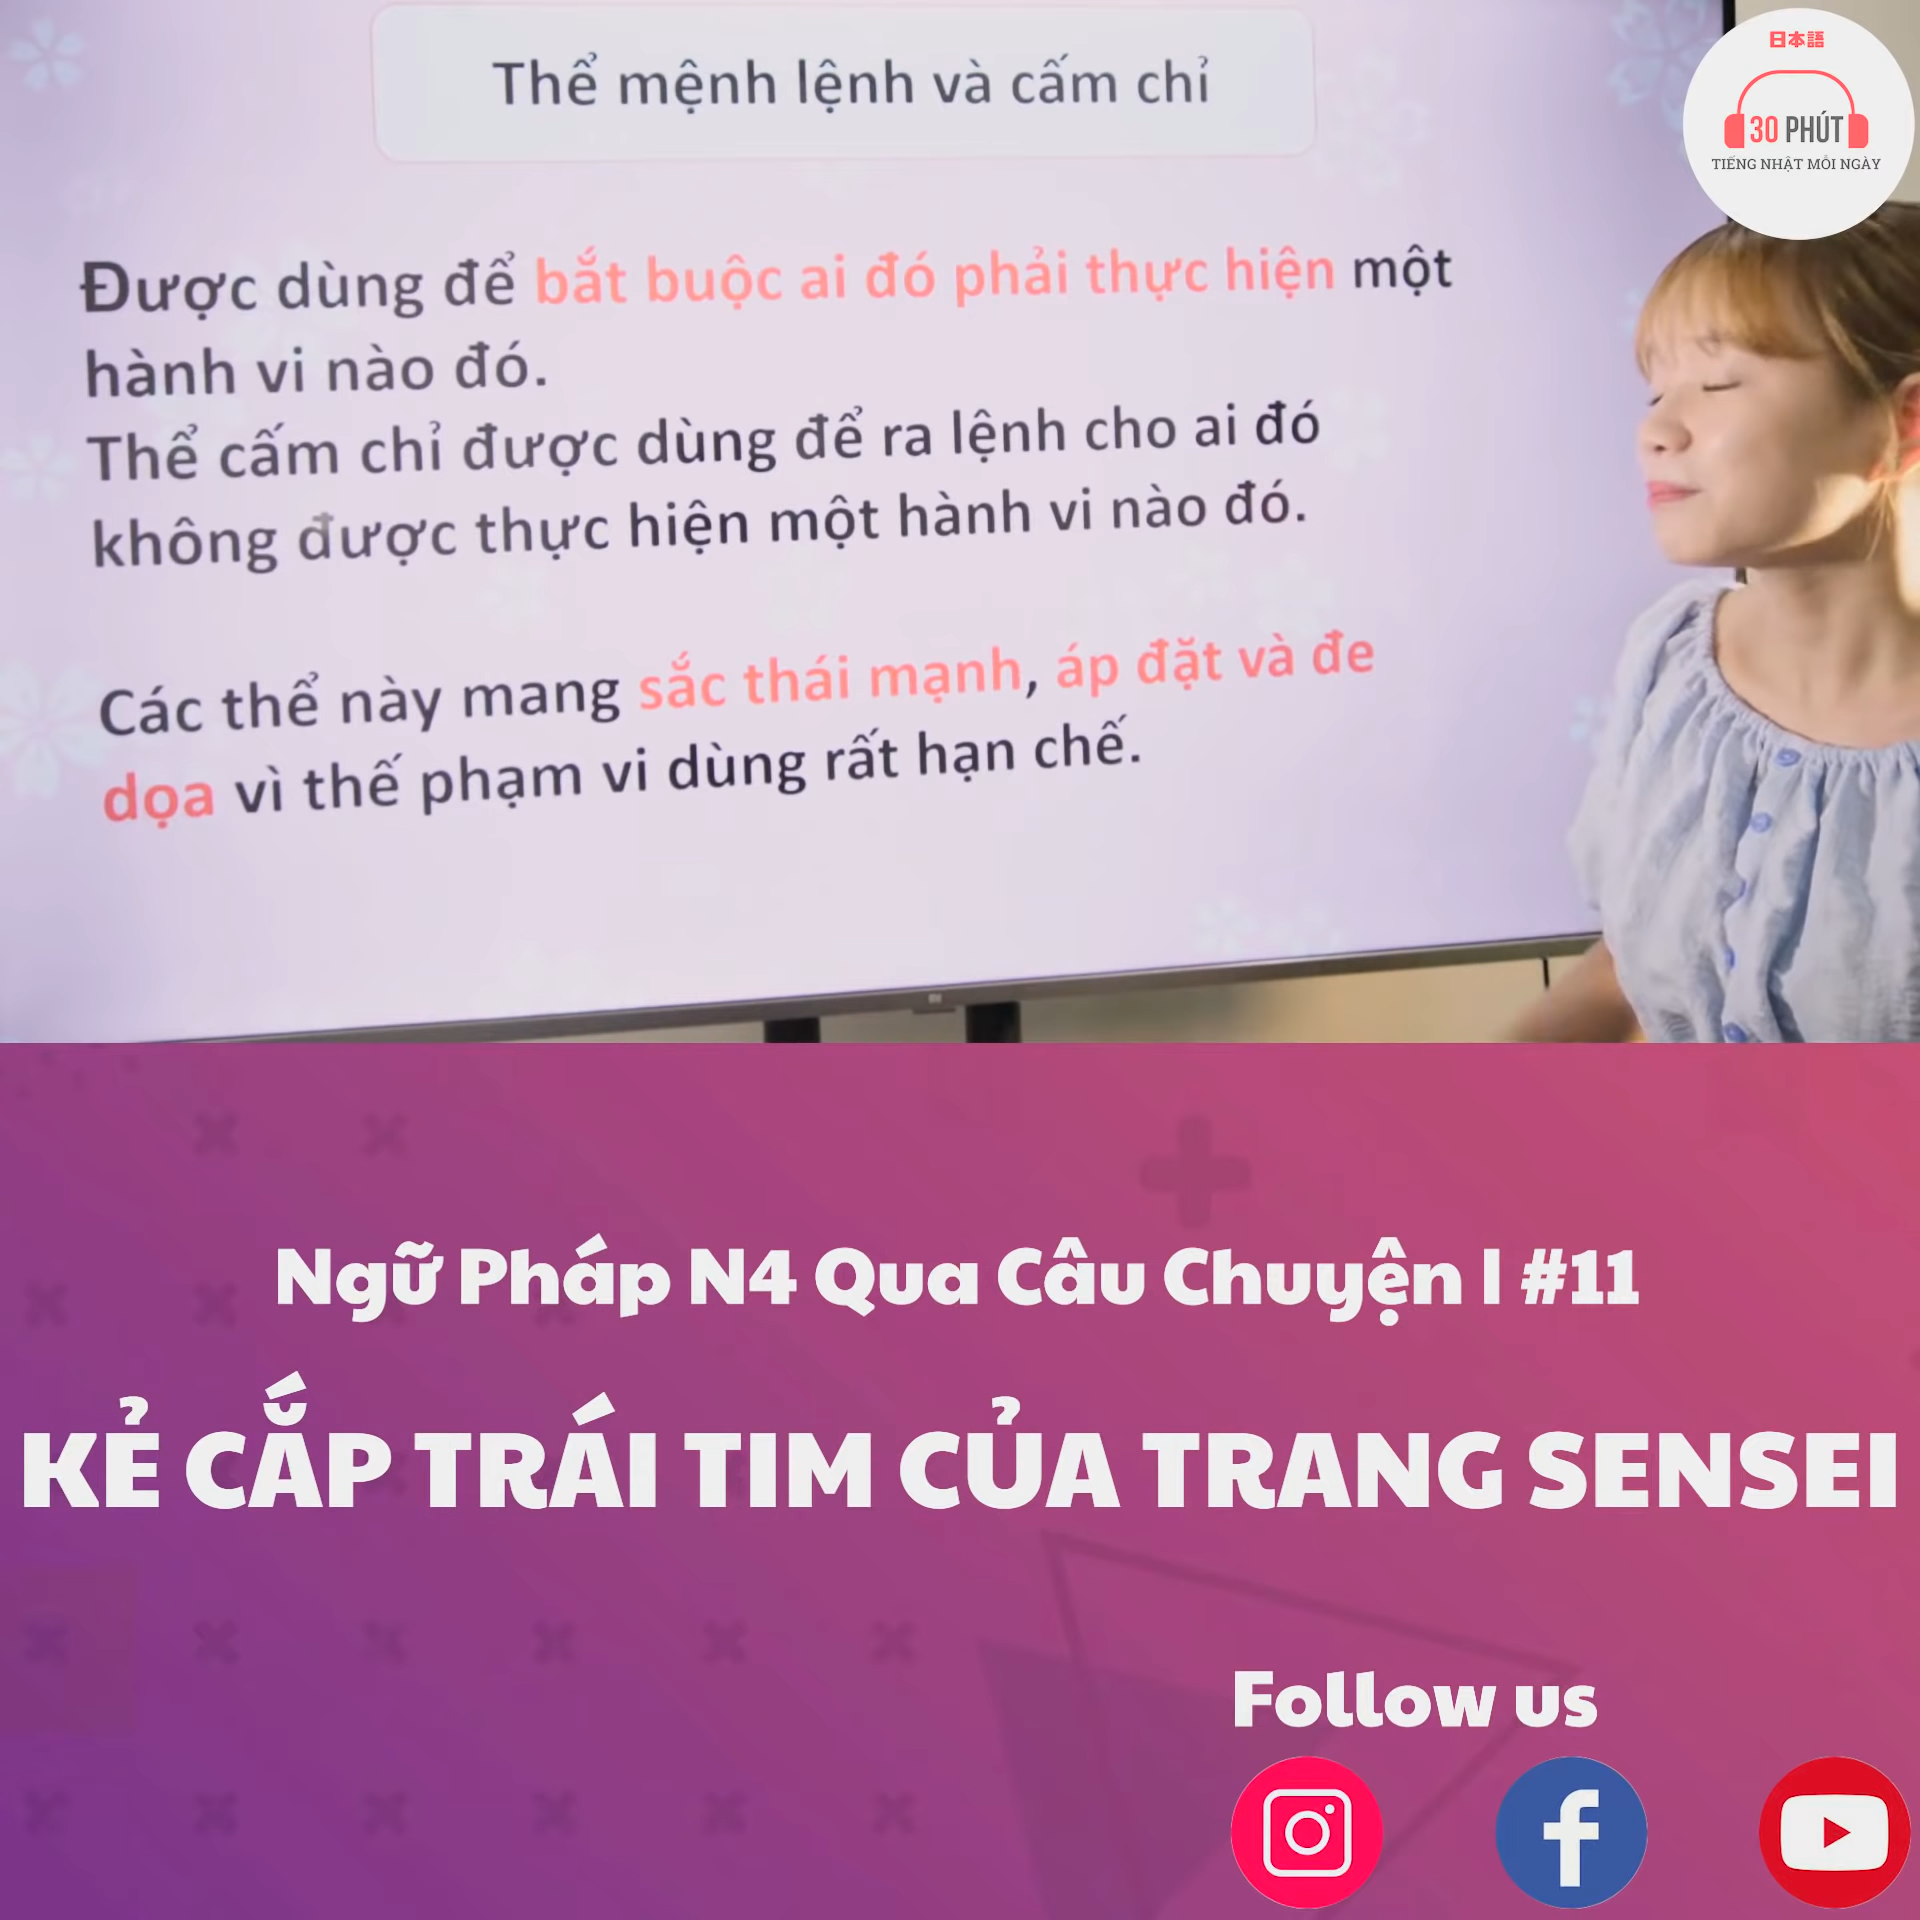 Thể mệnh lệnh và cấm chỉ
日本語
30 PHÚT
TIẾNG NHẬT MỖI NGÀY
Được dùng để bắt buộc ai đó phải thực hiện một
hành vi nào đó.
Thể cấm chỉ được dùng để ra lệnh cho ai đó
không được thực hiện một hành vi nào đó.
Các thể này mang sắc thái mạnh, áp đặt và đe
dọa vì thế phạm vi dùng rất hạn chế.
Ngữ Pháp N4 Qua Câu Chuyện I #11
KẺ CẮP TRÁI TIM CỦA TRANG SENSEI
Follow us